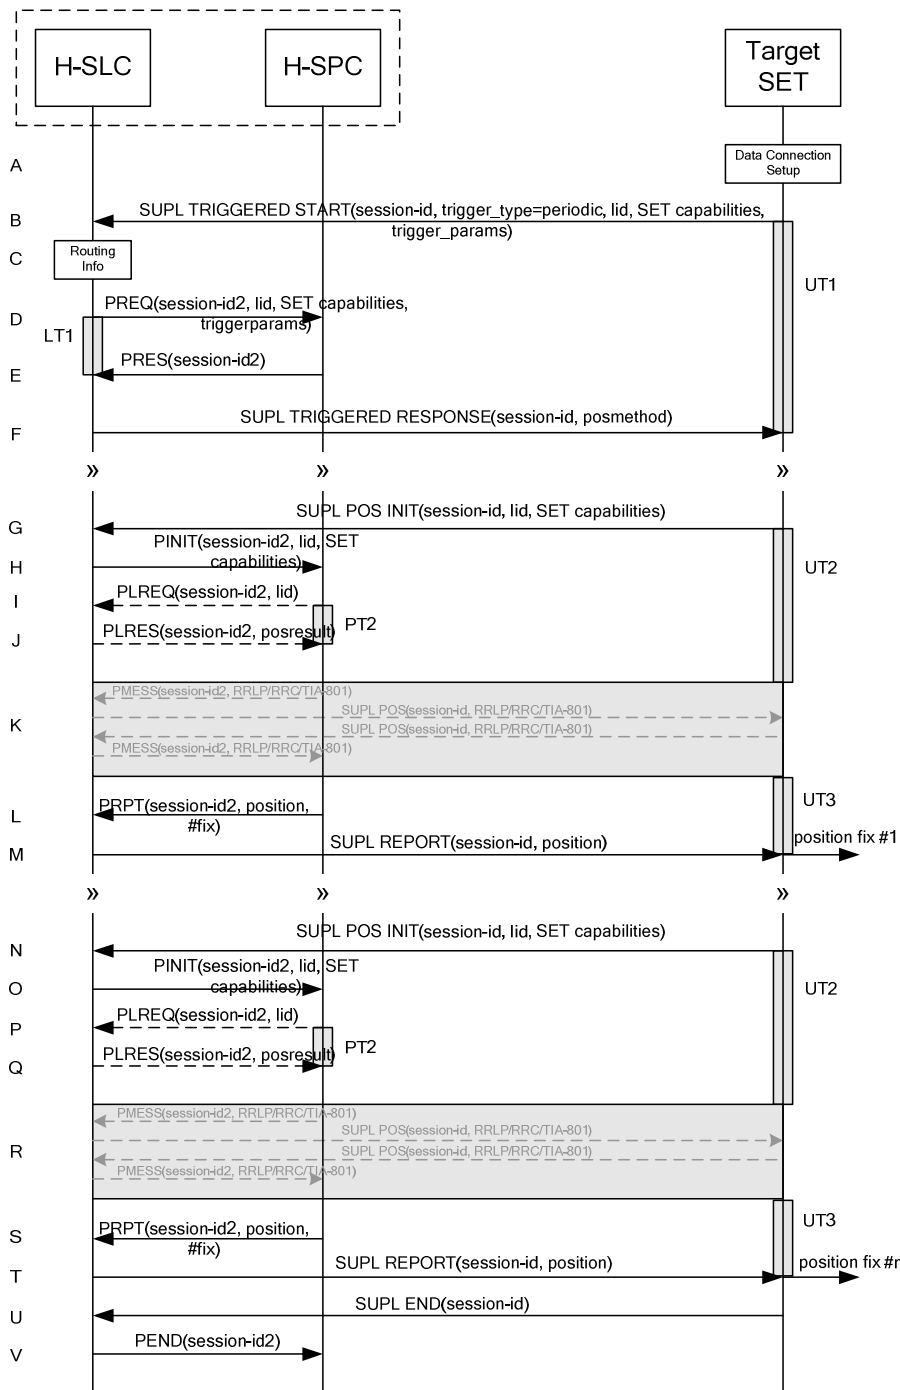 H-SLC
H-SPC
Target
SET
A
Data Connection
Setup
B
SUPL TRIGGERED START(session-id, trigger_type=periodic, lid, SET capabilities,
trigger_params)
C
Routing
Info
UT1
D
PREQ(session-id2, lid, SET capabilities,
triggerparams)
LT1
E
PRES(session-id2)
F
SUPL TRIGGERED RESPONSE(session-id, posmethod)
» » »
G
SUPL POS INIT(session-id, lid, SET capabilities)
H
PINIT(session-id2, lid, SET
capabilities)
UT2
I
PLREQ(session-id2, lid)
J
PLRES(session-id2, posresult)
PT2
K
PMESS(session-id2, RRLP/RRC/TIA-801)
SUPL POS(session-id, RRLP/RRC/TIA-801)
SUPL POS(session-id, RRLP/RRC/TIA-801)
PMESS(session-id2, RRLP/RRC/TIA-801)
UT3
L
PRPT(session-id2, position,
#fix)
M
SUPL REPORT(session-id, position)
position fix #1
» » »
N
SUPL POS INIT(session-id, lid, SET capabilities)
O
PINIT(session-id2, lid, SET
capabilities)
UT2
P
PLREQ(session-id2, lid)
Q
PLRES(session-id2, posresult)
PT2
R
PMESS(session-id2, RRLP/RRC/TIA-801)
SUPL POS(session-id, RRLP/RRC/TIA-801)
SUPL POS(session-id, RRLP/RRC/TIA-801)
PMESS(session-id2, RRLP/RRC/TIA-801)
UT3
S
PRPT(session-id2, position,
#fix)
T
SUPL REPORT(session-id, position)
position fix #n
U
SUPL END(session-id)
V
PEND(session-id2)